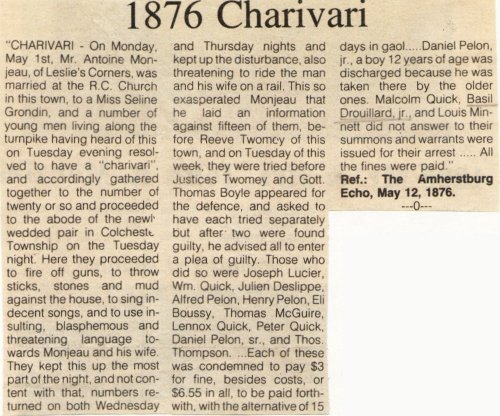 1876 Charivari
"CHARIVARI - On Monday,
May 1st, Mr. Antoine Mon-
jeau, of Leslie's Corners, was
married at the R.C. Church
in this town, to a Miss Seline
Grondin, and a number of
young men living along the
turnpike having heard of this
on Tuesday evening resol-
ved to have a "charivari",
and accordingly gathered
together to the number of
twenty or so and proceeded
to the abode of the newly
wedded pair in Colcheste
Township on the Tuesday
night. Here they proceeded
to fire off guns, to throw
sticks, stones and mud
against the house, to sing in-
decent songs, and to use in-
sulting, blasphemous and
threatening language to-
wards Monjeau and his wife.
They kept this up the most
part of the night, and not con-
tent with that, numbers re-
turned on both Wednesday
and Thursday nights and
kept up the disturbance, also
threatening to ride the man
and his wife on a rail. This so
exasperated Monjeau that
he laid an information
against fifteen of them, be-
fore Reeve Twomey of this
town, and on Tuesday of this
week, they were tried before
Justices Twomey and Gott.
Thomas Boyle appeared for
the defence, and asked to
have each tried separately
but after two were found
guilty, he advised all to enter
a plea of guilty. Those who
did so were Joseph Lucier,
Wm. Quick, Julien Deslippe,
Alfred Pelon, Henry Pelon, Eli
Boussy, Thomas McGuire,
Lennox Quick, Peter Quick,
Daniel Pelon, sr., and Thos.
Thompson. ...Each of these
was condemned to pay $3
for fine, besides costs, or
$6.55 in all, to be paid forth-
with, with the alternative of 15
days in gaol.....Daniel Pelon,
jr., a boy 12 years of age was
discharged because he was
taken there by the older
ones. Malcolm Quick, Basil
Drouillard, jr., and Louis Min-
nett did not answer to their
summons and warrants were
issued for their arrest ..... All
the fines were paid."
Ref.: The Amherstburg
Echo, May 12, 1876.
---0---